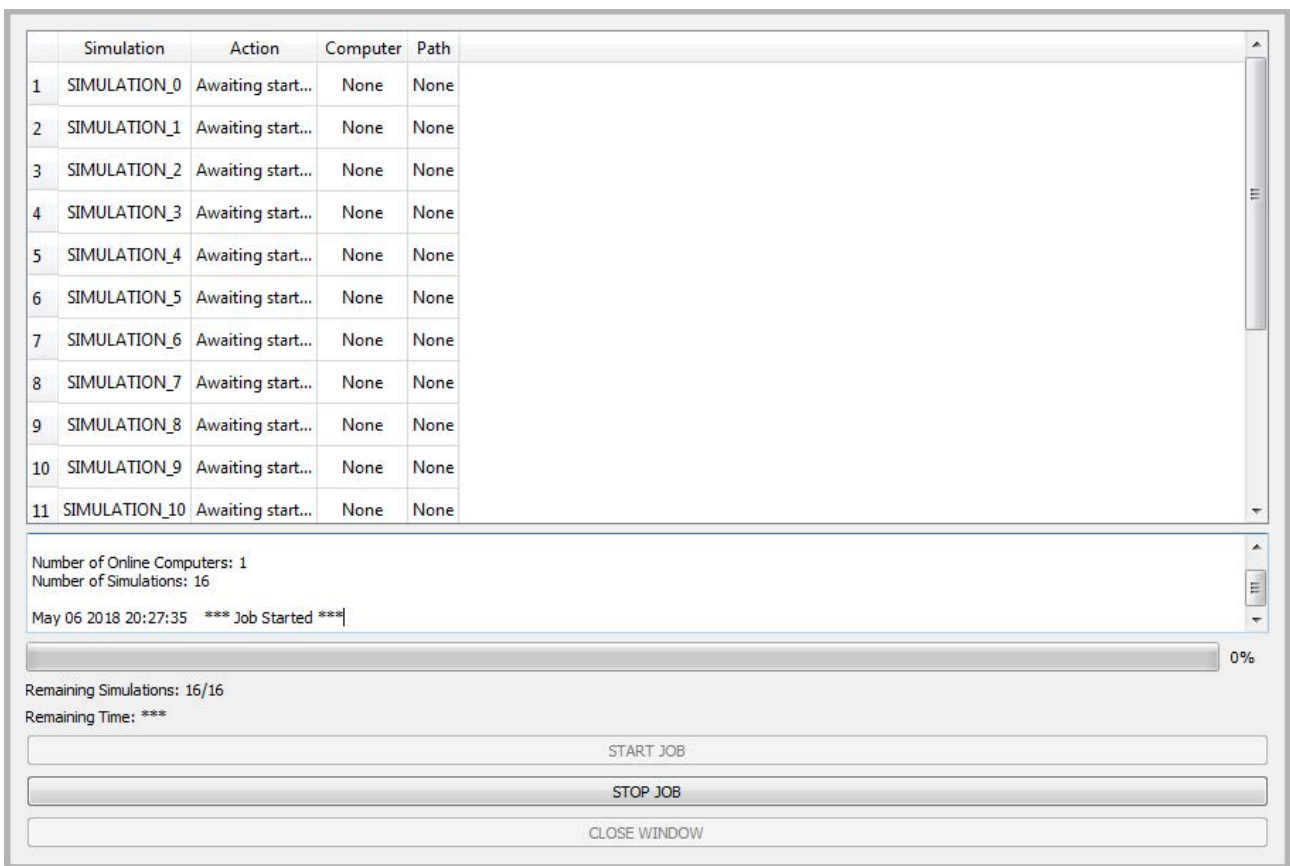 Simulation Action Computer Path
1 SIMULATION_0 Awaiting start... None None
2 SIMULATION_1 Awaiting start... None None
3 SIMULATION_2 Awaiting start... None None
4 SIMULATION_3 Awaiting start... None None
5 SIMULATION_4 Awaiting start... None None
6 SIMULATION_5 Awaiting start... None None
7 SIMULATION_6 Awaiting start... None None
8 SIMULATION_7 Awaiting start... None None
9 SIMULATION_8 Awaiting start... None None
10 SIMULATION_9 Awaiting start... None None
11 SIMULATION_10 Awaiting start... None None
Number of Online Computers: 1
Number of Simulations: 16
May 06 2018 20:27:35 *** Job Started ***
0%
Remaining Simulations: 16/16
Remaining Time: ***
START JOB
STOP JOB
CLOSE WINDOW